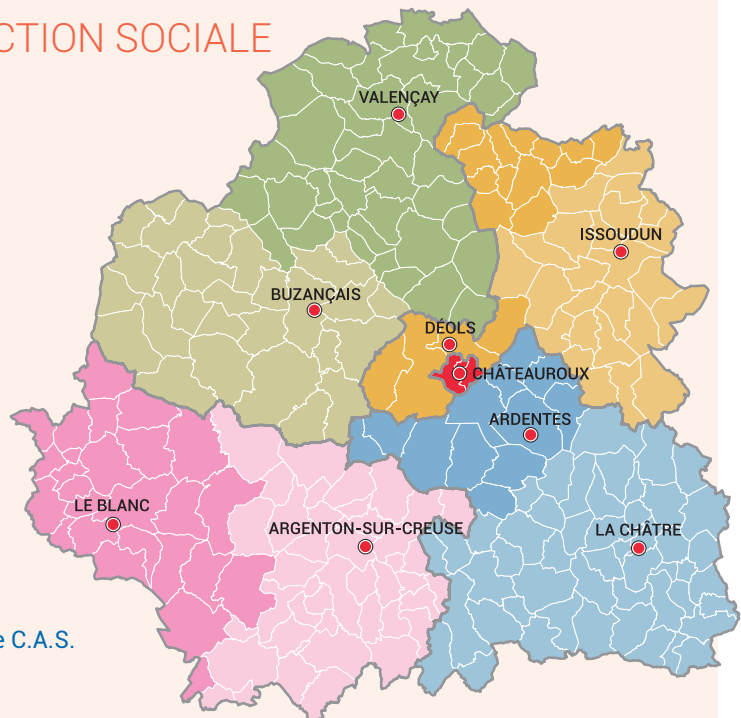 CTION SOCIALE
VALENÇAY
ISSOUDUN
BUZANÇAIS
DÉOLS
CHÂTEAUROUX
ARDENTES
LE BLANC
ARGENTON-SUR-CREUSE
LA CHÂTRE
e C.A.S.